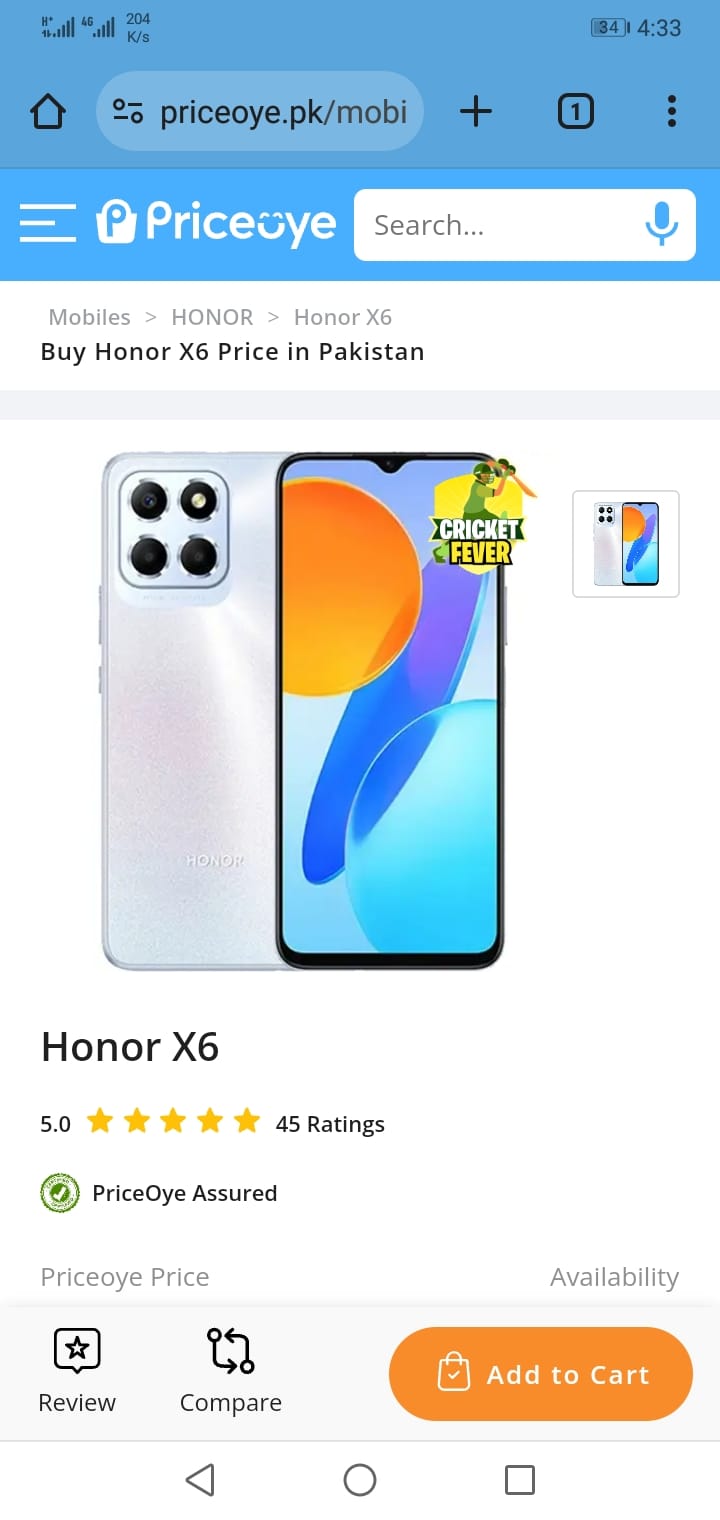 H+ 4G 204 K/s 34 4:33
priceoye.pk/mobi 1
Priceoye Search...
Mobiles > HONOR > Honor X6
Buy Honor X6 Price in Pakistan
CRICKET
FEVER
HONOR
Honor X6
5.0 45 Ratings
PriceOye Assured
Priceoye Price Availability
Review Compare Add to Cart